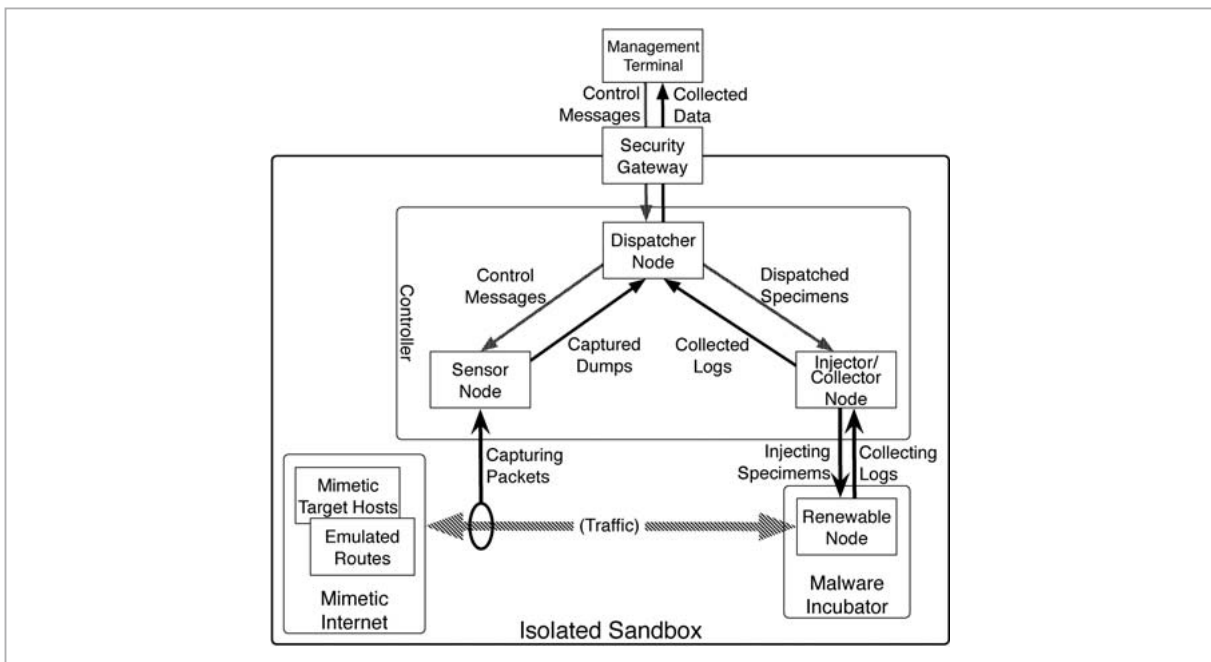 Management
Terminal
Control
Messages
Collected
Data
Security
Gateway
Dispatcher
Node
Control
Messages
Dispatched
Specimens
Controller
Captured
Dumps
Collected
Logs
Sensor
Node
Injector/
Collector
Node
Capturing
Packets
Injecting
Specimems
Collecting
Logs
Mimetic
Target Hosts
Emulated
Routes
(Traffic)
Renewable
Node
Mimetic
Internet
Malware
Incubator
Isolated Sandbox